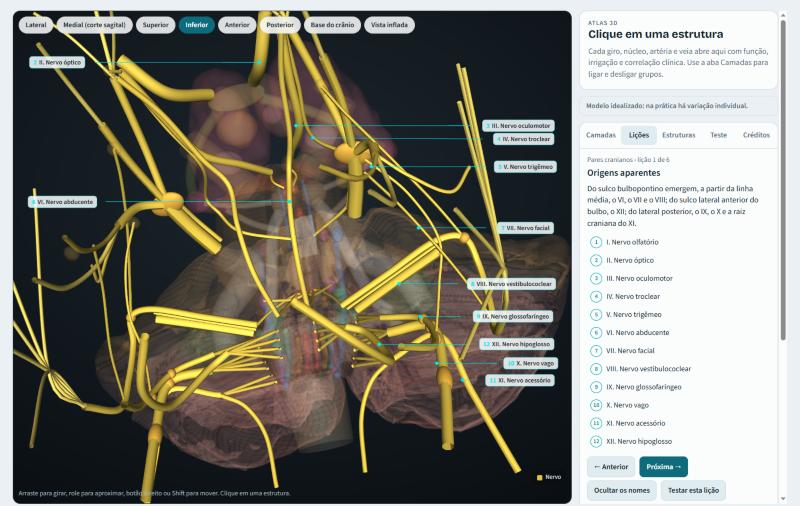 Lateral
Medial (corte sagital)
Superior
Inferior
Anterior
Posterior
Base do crânio
Vista inflada
2 II. Nervo óptico
3 III. Nervo oculomotor
4 IV. Nervo troclear
5 V. Nervo trigêmeo
6 VI. Nervo abducente
7 VII. Nervo facial
8 VIII. Nervo vestibulococlear
9 IX. Nervo glossofaríngeo
12 XII. Nervo hipoglosso
10 X. Nervo vago
11 XI. Nervo acessório
Nervo
Arraste para girar, role para aproximar, botão direito ou Shift para mover. Clique em uma estrutura.
ATLAS 3D
Clique em uma estrutura
Cada giro, núcleo, artéria e veia abre aqui com função,
irrigação e correlação clínica. Use a aba Camadas para
ligar e desligar grupos.
Modelo idealizado: na prática há variação individual.
Camadas
Lições
Estruturas
Teste
Créditos
Pares cranianos · lição 1 de 6
Origens aparentes
Do sulco bulbopontino emergem, a partir da linha
média, o VI, o VII e o VIII; do sulco lateral anterior do
bulbo, o XII; do lateral posterior, o IX, o X e a raiz
craniana do XI.
1 I. Nervo olfatório
2 II. Nervo óptico
3 III. Nervo oculomotor
4 IV. Nervo troclear
5 V. Nervo trigêmeo
6 VI. Nervo abducente
7 VII. Nervo facial
8 VIII. Nervo vestibulococlear
9 IX. Nervo glossofaríngeo
10 X. Nervo vago
11 XI. Nervo acessório
12 XII. Nervo hipoglosso
← Anterior
Próxima →
Ocultar os nomes
Testar esta lição